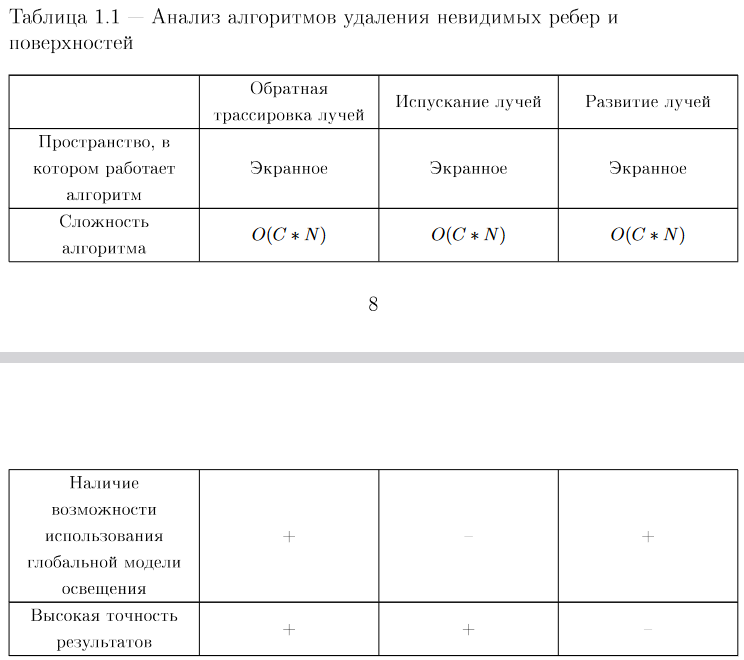 Таблица 1.1 — Анализ алгоритмов удаления невидимых ребер и
поверхностей
Обратная
трассировка лучей
Испускание лучей
Развитие лучей
Пространство, в
котором работает
алгоритм
Экранное
Экранное
Экранное
Сложность
алгоритма
O(C * N)
O(C * N)
O(C * N)
8
Наличие
возможности
использования
глобальной модели
освещения
+
–
+
Высокая точность
результатов
+
+
–